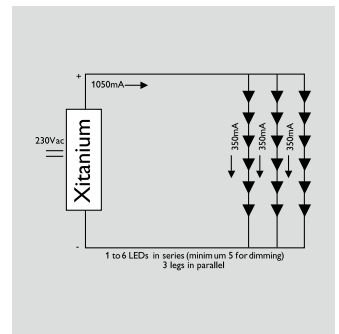 +
1050mA
230Vac
Xitanium
350mA
350mA
350mA
-
1 to 6 LEDs in series (minimum 5 for dimming)
3 legs in parallel